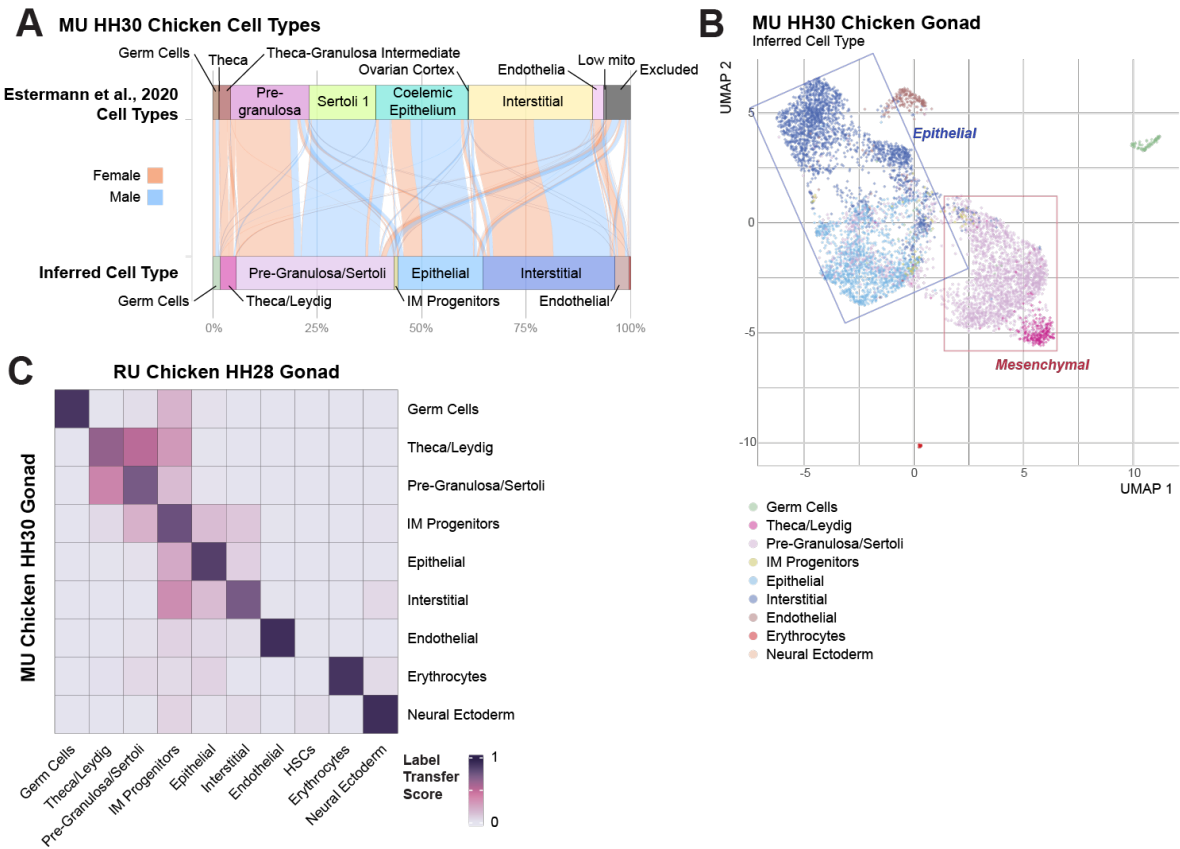 A MU HH30 Chicken Cell Types
Germ Cells
Theca
Theca-Granulosa Intermediate
Ovarian Cortex
Endothelia
Low mito
Excluded
Estermann et al., 2020
Cell Types
Pre-
granulosa
Sertoli 1
Coelemic
Epithelium
Interstitial
Female
Male
Inferred Cell Type
Pre-Granulosa/Sertoli
Epithelial
Interstitial
Germ Cells
Theca/Leydig
IM Progenitors
Endothelial
0%
25%
50%
75%
100%
B MU HH30 Chicken Gonad
Inferred Cell Type
UMAP 2
5
0
-5
-10
Epithelial
Mesenchymal
-5
0
5
10
UMAP 1
Germ Cells
Theca/Leydig
Pre-Granulosa/Sertoli
IM Progenitors
Epithelial
Interstitial
Endothelial
Erythrocytes
Neural Ectoderm
C RU Chicken HH28 Gonad
MU Chicken HH30 Gonad
Germ Cells
Theca/Leydig
Pre-Granulosa/Sertoli
IM Progenitors
Epithelial
Interstitial
Endothelial
Erythrocytes
Neural Ectoderm
Germ Cells
Theca/Leydig
Pre-Granulosa/Sertoli
IM Progenitors
Epithelial
Interstitial
Endothelial
HSCs
Erythrocytes
Neural Ectoderm
Label
Transfer
Score
1
0